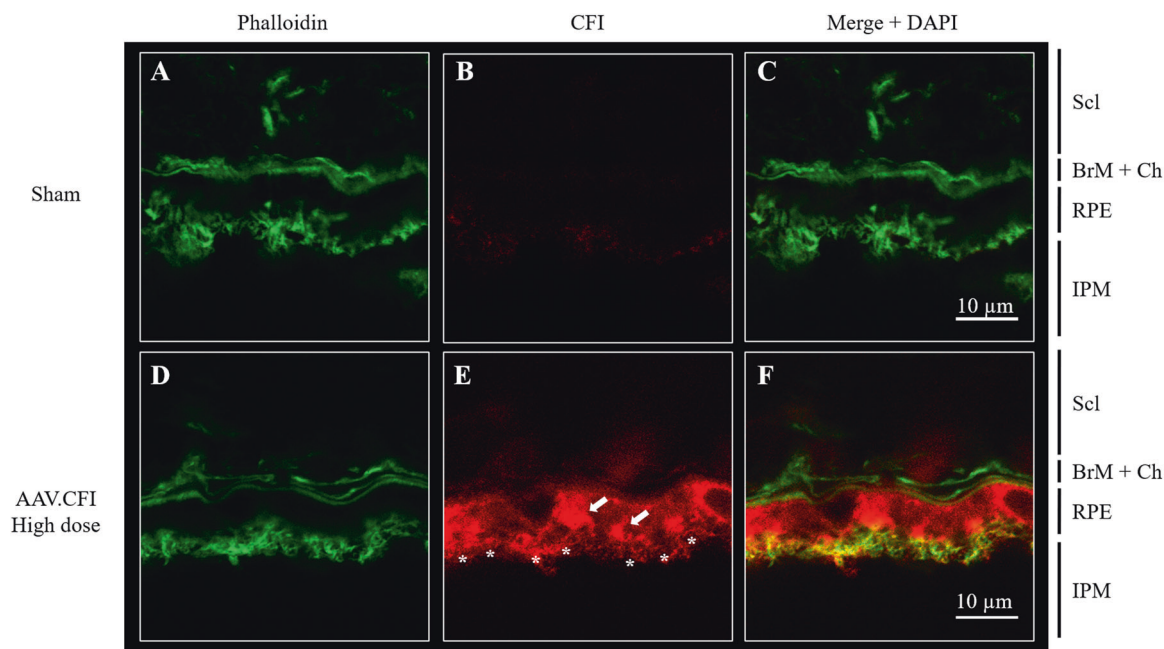 Phalloidin CFI Merge + DAPI
Sham
A B C
Scl
BrM + Ch
RPE
IPM
10 µm
AAV.CFI
High dose
D E F
* * * * * * *
Scl
BrM + Ch
RPE
IPM
10 µm